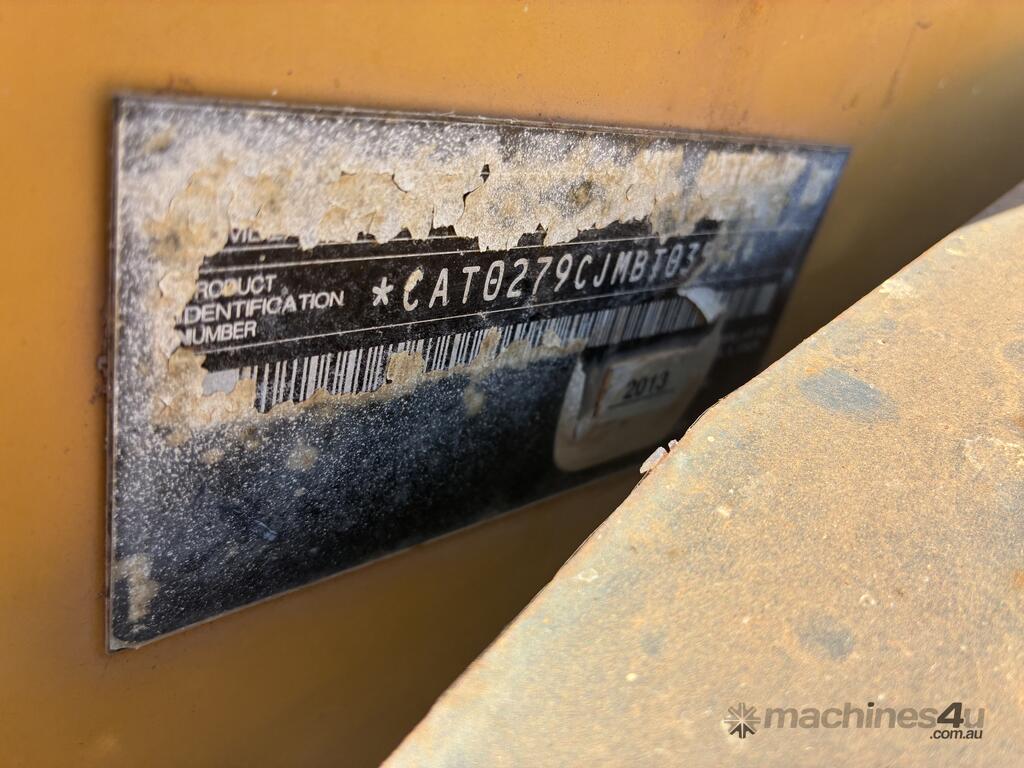 PRODUCT
IDENTIFICATION
NUMBER
*CAT0279CJMBT03
2013
machines4u
.com.au